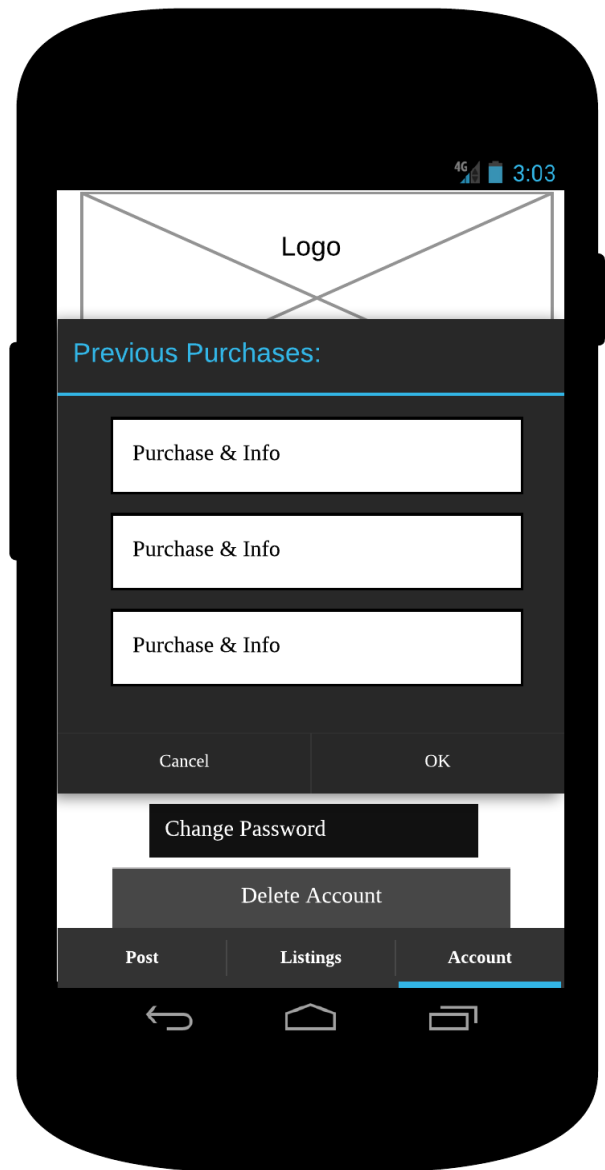 4G 3:03
Logo
Previous Purchases:
Purchase & Info
Purchase & Info
Purchase & Info
Cancel OK
Change Password
Delete Account
Post Listings Account